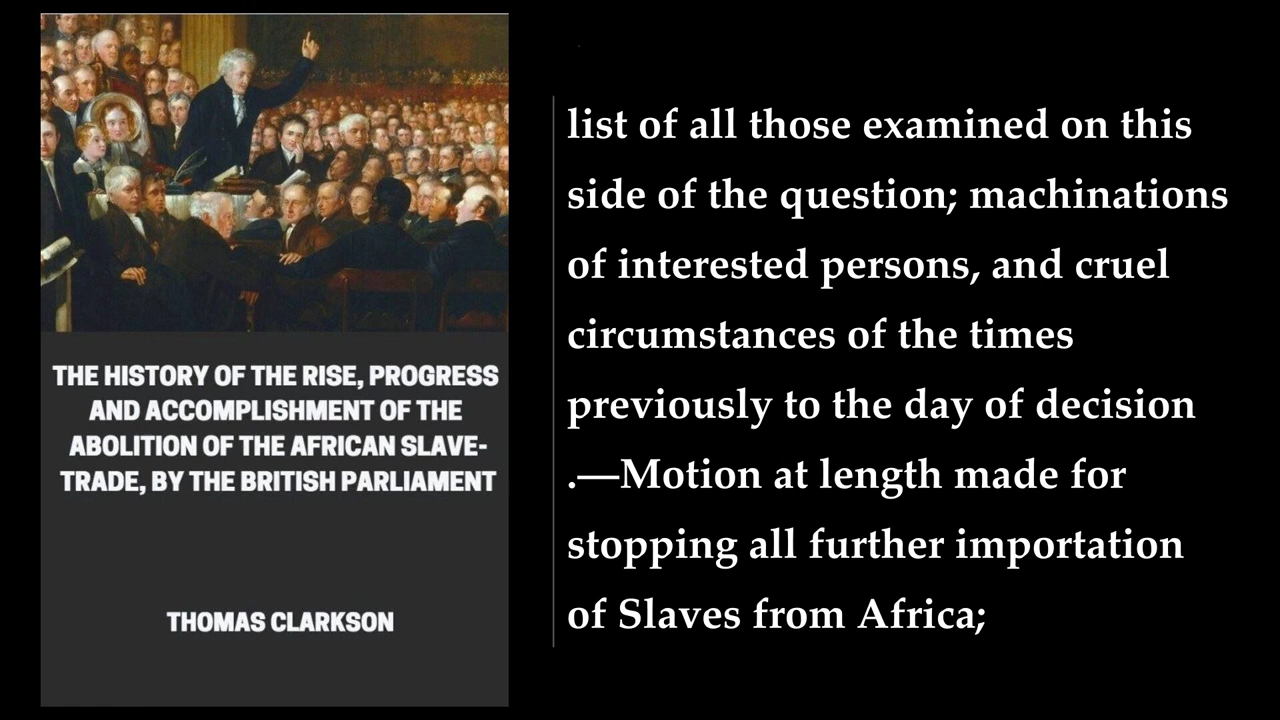 THE HISTORY OF THE RISE, PROGRESS
AND ACCOMPLISHMENT OF THE
ABOLITION OF THE AFRICAN SLAVE-
TRADE, BY THE BRITISH PARLIAMENT
THOMAS CLARKSON
list of all those examined on this
side of the question; machinations
of interested persons, and cruel
circumstances of the times
previously to the day of decision
.—Motion at length made for
stopping all further importation
of Slaves from Africa;